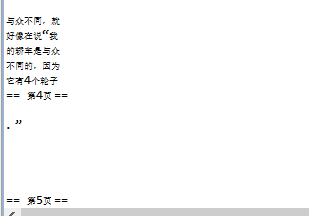 与众不同，就
好像在说“我
的轿车是与众
不同的，因为
它有4个轮子
== 第4页 ==
．”
== 第5页 ==